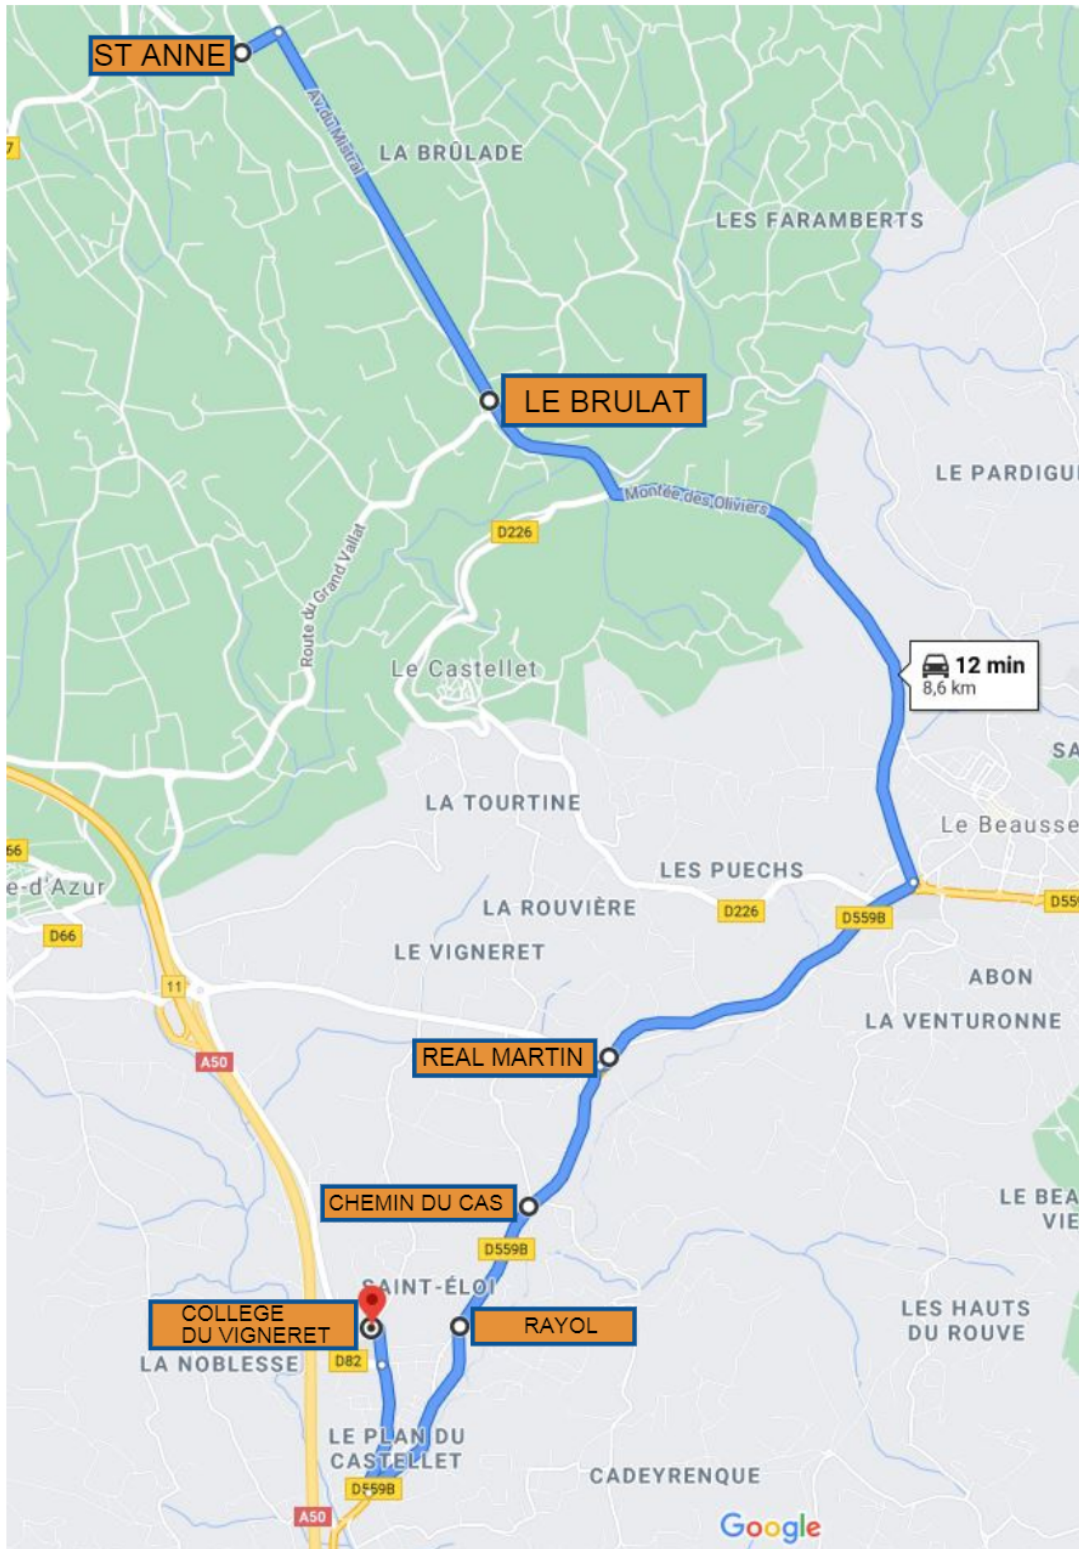 ST ANNE
7
Av. du Mistral
LA BRÛLADE
LES FARAMBERTS
LE BRULAT
LE PARDIGU
Montée des Oliviers
D226
Route du Grand Vallat
Le Castellet
12 min
8,6 km
SA
LA TOURTINE
Le Beausse
66
e-d'Azur
LES PUECHS
LA ROUVIÈRE
D226
D559B
D559
D66
LE VIGNERET
ABON
11
LA VENTURONNE
A50
REAL MARTIN
CHEMIN DU CAS
LE BEA
VIE
D559B
SAINT-ÉLOI
COLLEGE
DU VIGNERET
RAYOL
LES HAUTS
DU ROUVE
LA NOBLESSE
D82
LE PLAN DU
CASTELLET
CADEYRENQUE
D559B
A50
Google